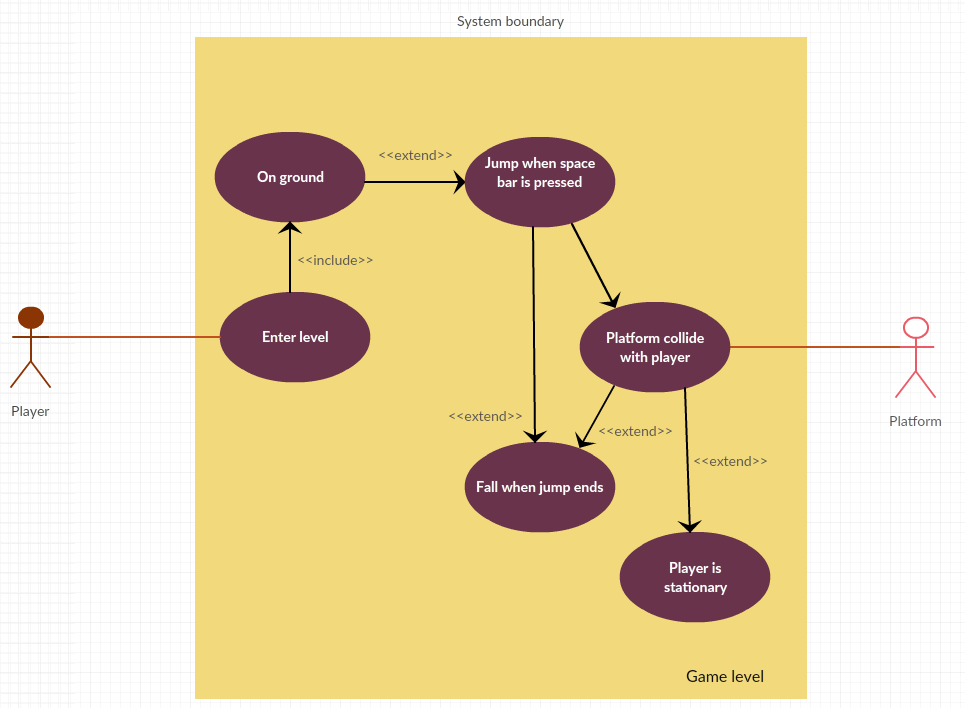 System boundary
On ground
<<extend>>
Jump when space
bar is pressed
<<include>>
Enter level
Platform collide
with player
Player
Platform
<<extend>>
<<extend>>
<<extend>>
Fall when jump ends
Player is
stationary
Game level